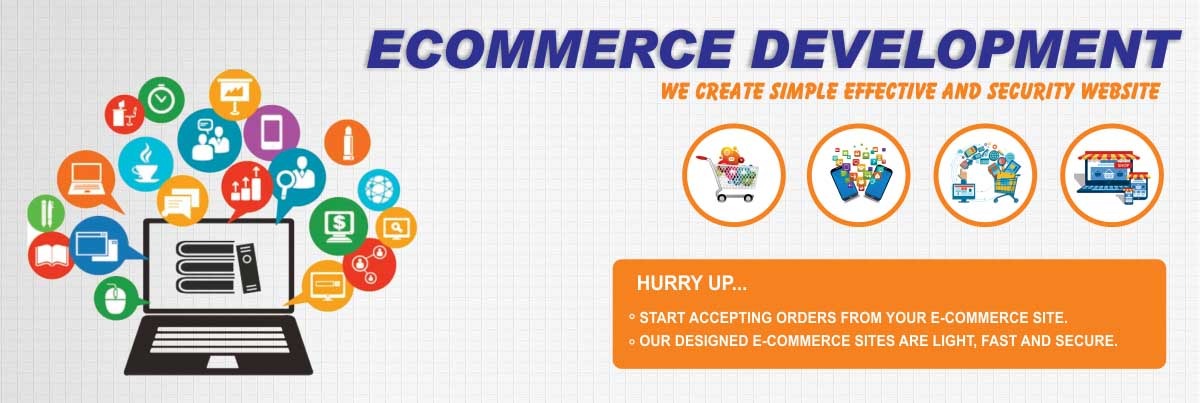 ECOMMERCE DEVELOPMENT
WE CREATE SIMPLE EFFECTIVE AND SECURITY WEBSITE
SHOP
$
HURRY UP...
START ACCEPTING ORDERS FROM YOUR E-COMMERCE SITE.
OUR DESIGNED E-COMMERCE SITES ARE LIGHT, FAST AND SECURE.